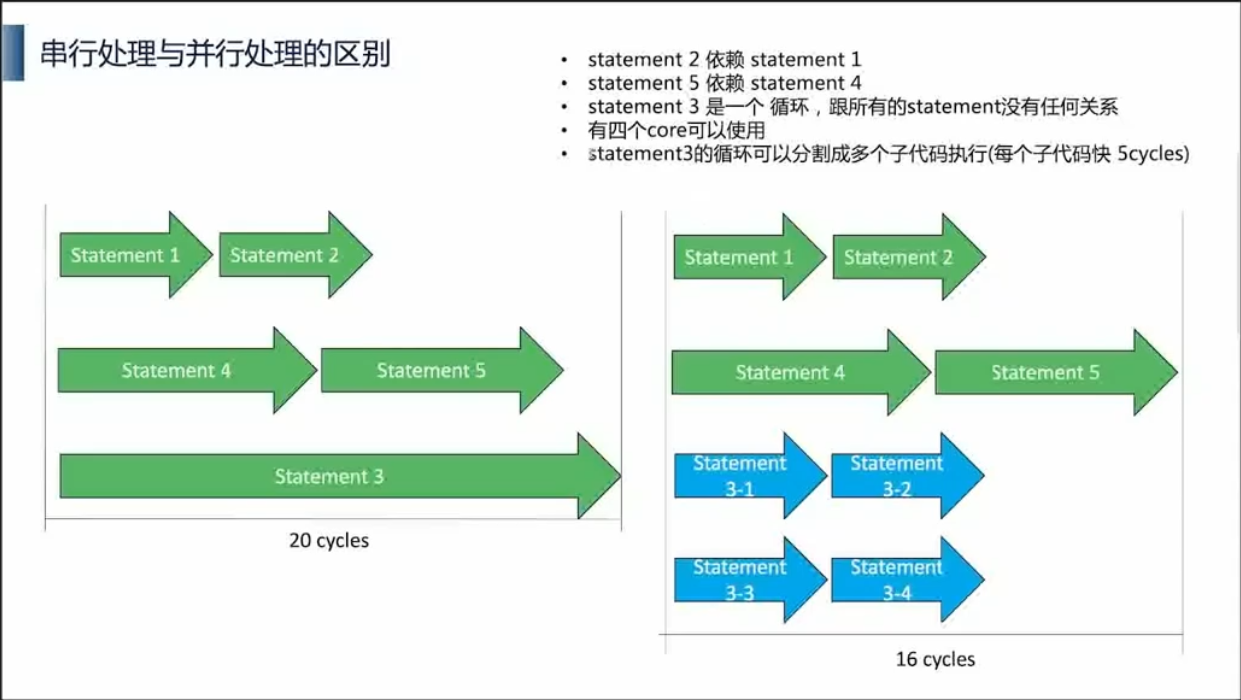 串行处理与并行处理的区别
• statement 2 依赖 statement 1
• statement 5 依赖 statement 4
• statement 3 是一个 循环，跟所有的statement没有任何关系
• 有四个core可以使用
• statement3的循环可以分割成多个子代码执行(每个子代码快 5cycles)
Statement 1
Statement 2
Statement 4
Statement 5
Statement 3
20 cycles
Statement 1
Statement 2
Statement 4
Statement 5
Statement
3-1
Statement
3-2
Statement
3-3
Statement
3-4
16 cycles